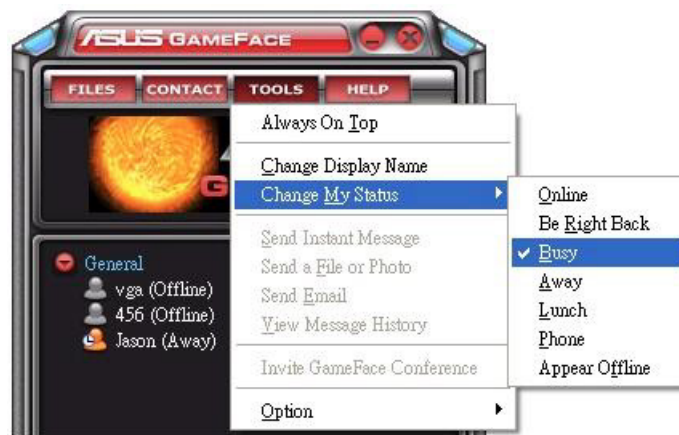 ASUS GAMEFACE
FILES CONTACT TOOLS HELP
Always On Top
Change Display Name
Change My Status
Send Instant Message
Send a File or Photo
Send Email
View Message History
Invite GameFace Conference
Option
Online
Be Right Back
Busy
Away
Lunch
Phone
Appear Offline
General
vga (Offline)
456 (Offline)
Jason (Away)